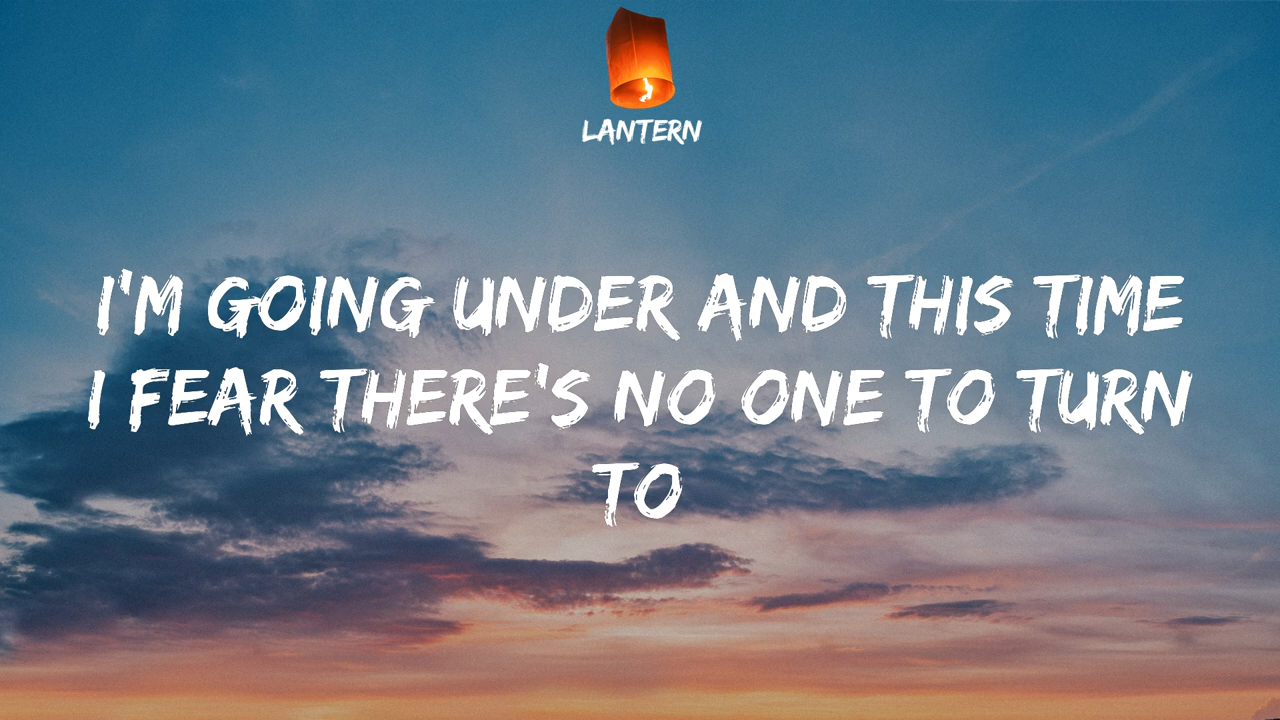 LANTERN
I'M GOING UNDER AND THIS TIME
I FEAR THERE'S NO ONE TO TURN
TO